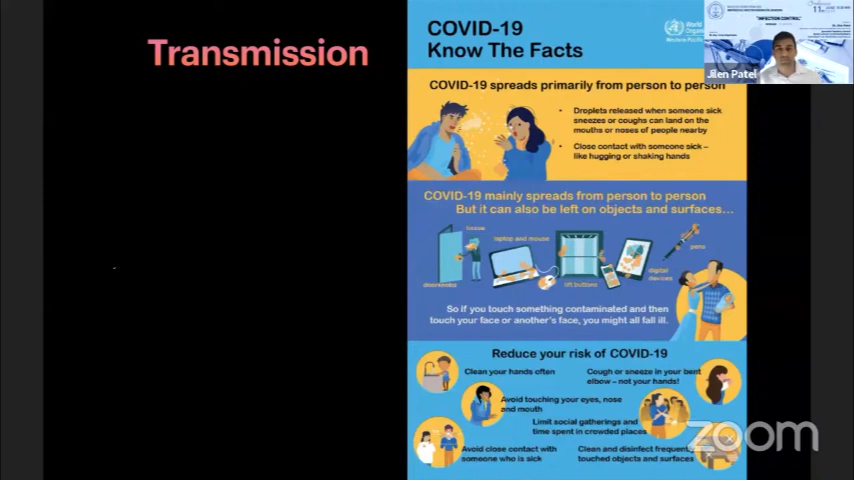 Transmission
COVID-19
Know The Facts
World
Organ
Western Pacif
COVID-19 spreads primarily from person to person
• Droplets released when someone sick
sneezes or coughs can land on the
mouths or noses of people nearby
• Close contact with someone sick –
like hugging or shaking hands
COVID-19 mainly spreads from person to person
But it can also be left on objects and surfaces...
tissue
laptop and mouse
pens
doorknobs
lift buttons
digital
devices
So if you touch something contaminated and then
touch your face or another's face, you might all fall ill.
Reduce your risk of COVID-19
Clean your hands often
Cough or sneeze in your bent
elbow – not your hands!
Avoid touching your eyes, nose
and mouth
Limit social gatherings and
time spent in crowded places
Avoid close contact with
someone who is sick
Clean and disinfect frequently
touched objects and surfaces
"INFECTION CONTROL"
11
Jilen Patel
zoom